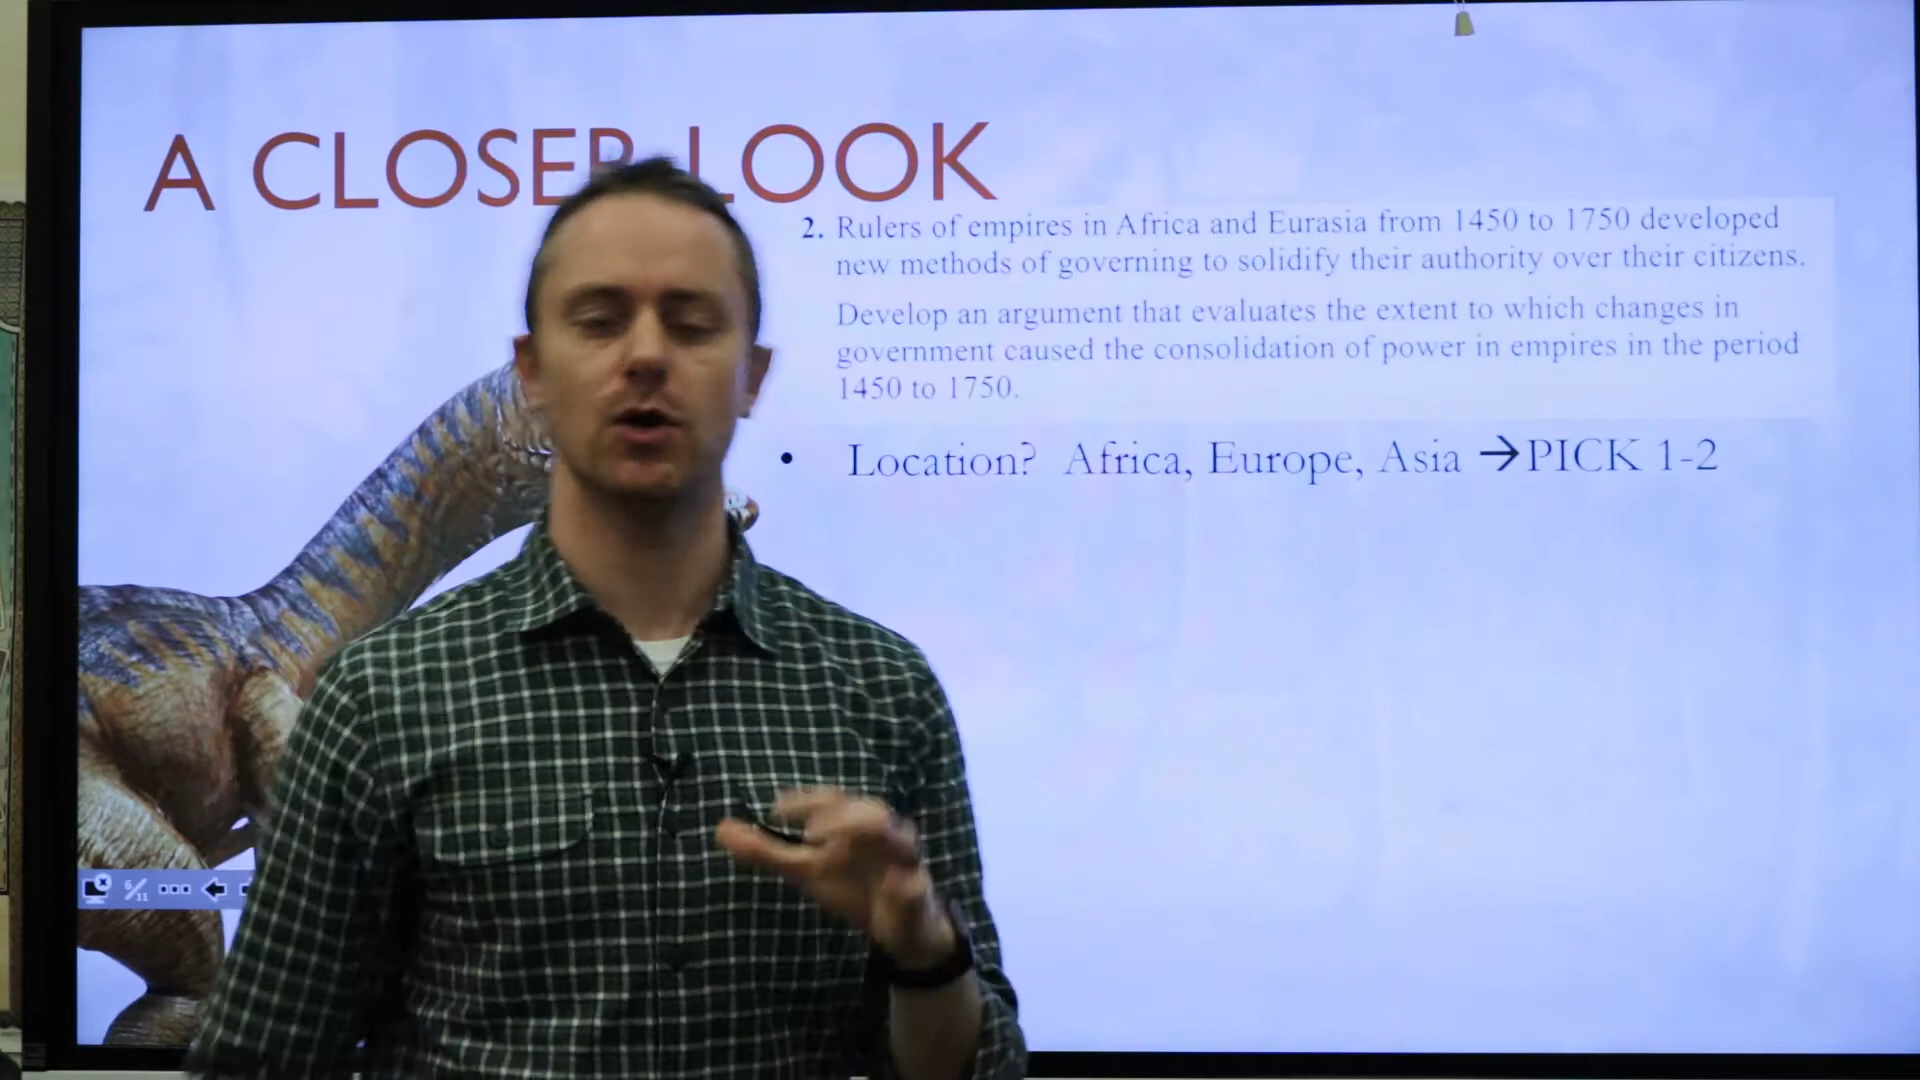 A CLOSER LOOK
2. Rulers of empires in Africa and Eurasia from 1450 to 1750 developed
new methods of governing to solidify their authority over their citizens.
Develop an argument that evaluates the extent to which changes in
government caused the consolidation of power in empires in the period
1450 to 1750.
• Location? Africa, Europe, Asia →PICK 1-2
6/11